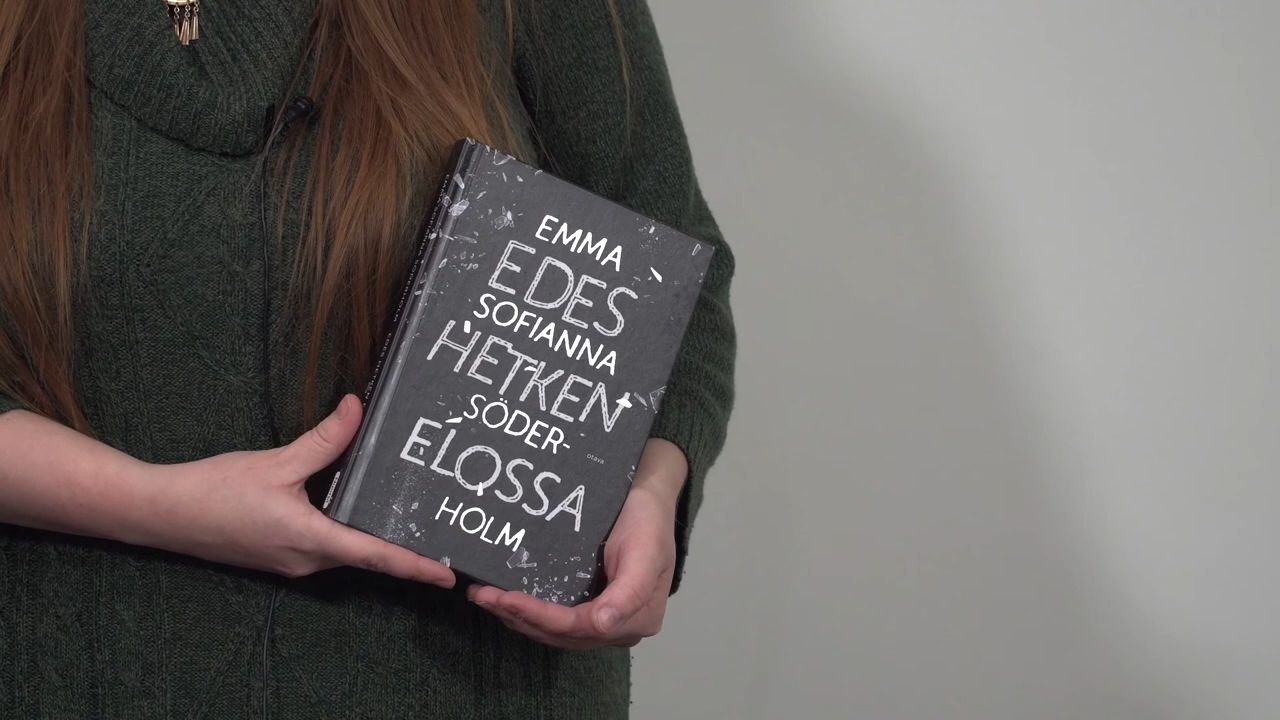 EMMA
EDES
SOFIANNA
HETKEN
SÖDER-
otava
ELOSSA
HOLM